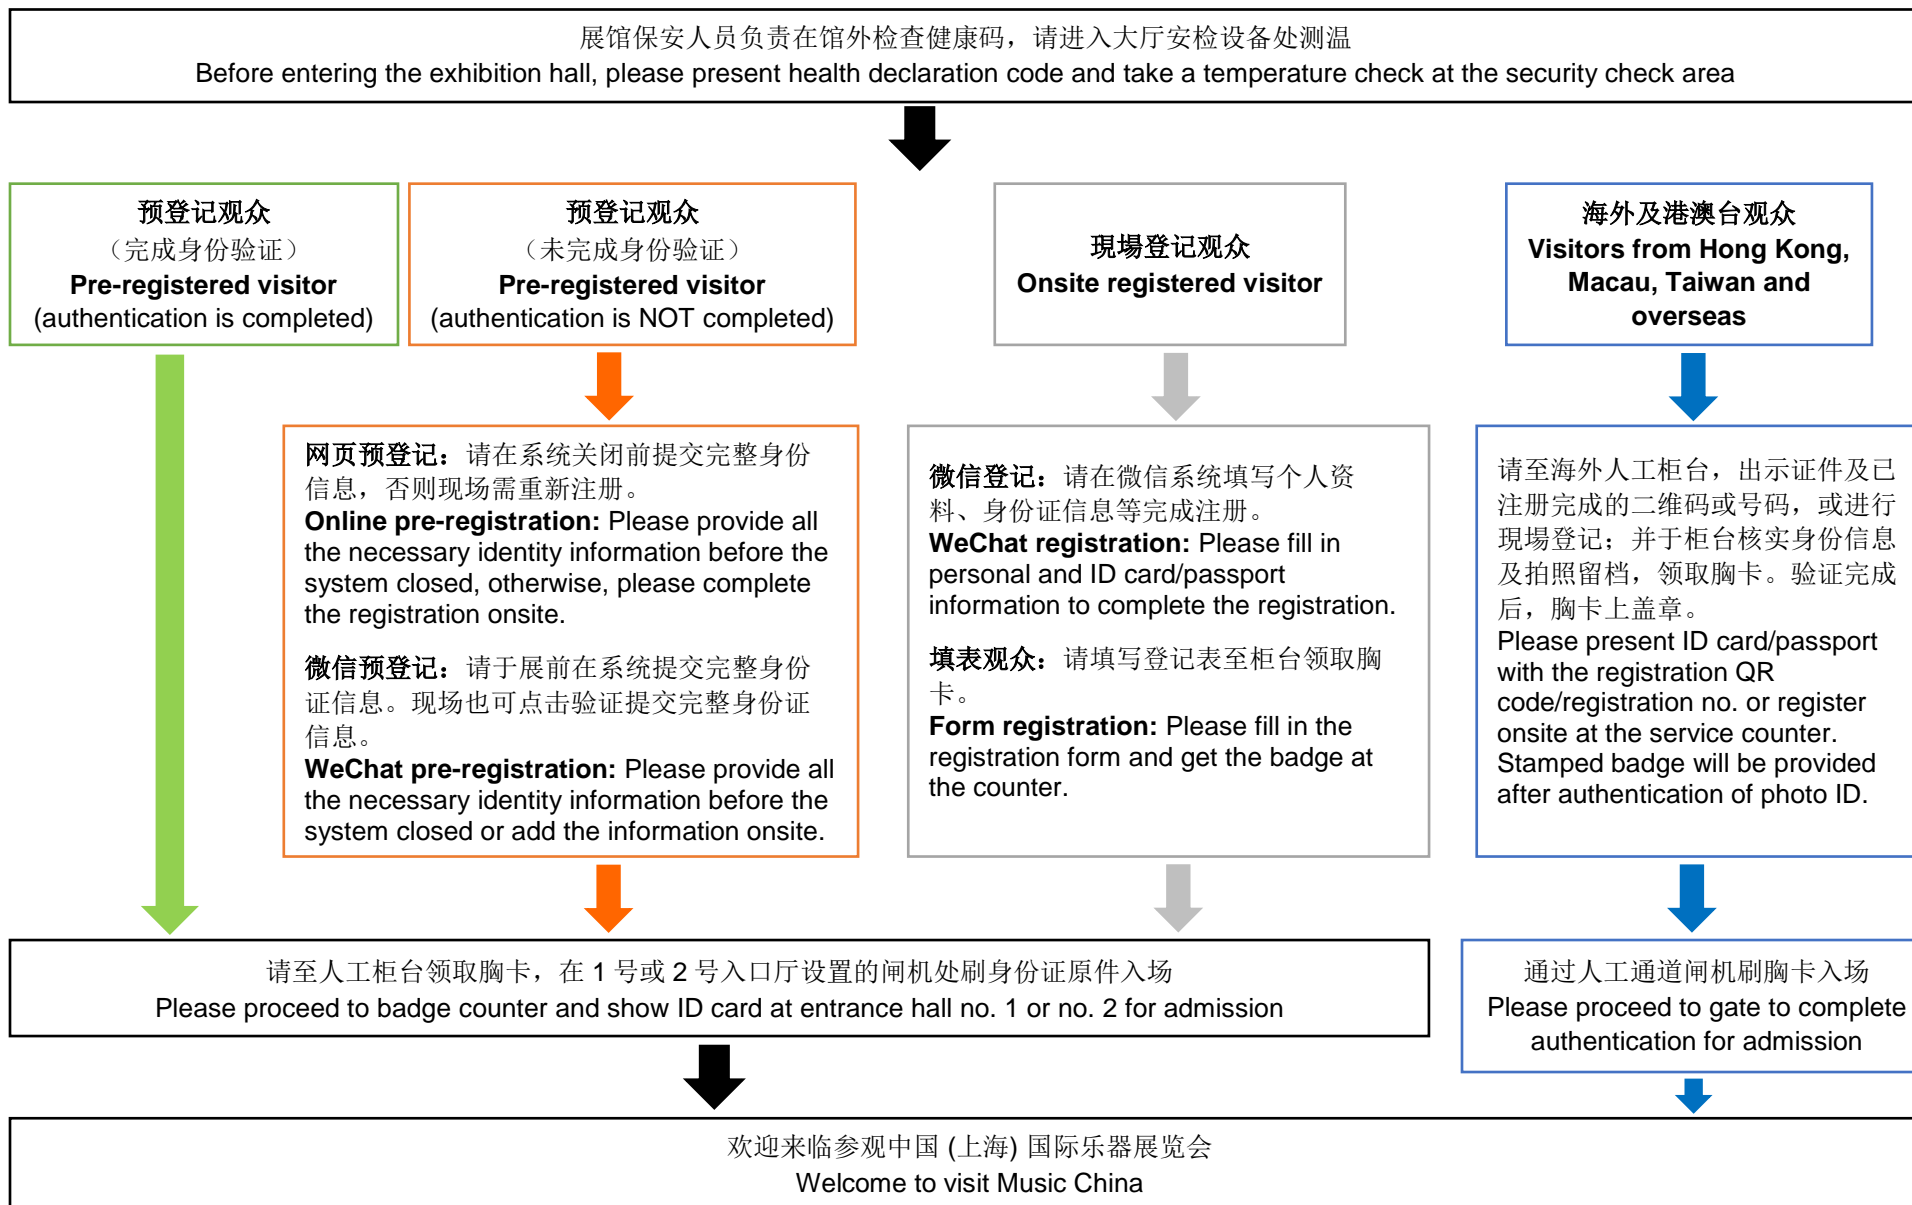 展馆保安人员负责在馆外检查健康码，请进入大厅安检设备处测温
Before entering the exhibition hall, please present health declaration code and take a temperature check at the security check area
预登记观众
（完成身份验证）
Pre-registered visitor
(authentication is completed)
预登记观众
（未完成身份验证）
Pre-registered visitor
(authentication is NOT completed)
現場登记观众
Onsite registered visitor
海外及港澳台观众
Visitors from Hong Kong,
Macau, Taiwan and
overseas
网页预登记：请在系统关闭前提交完整身份
信息，否则现场需重新注册。
Online pre-registration: Please provide all
the necessary identity information before the
system closed, otherwise, please complete
the registration onsite.
微信预登记：请于展前在系统提交完整身份
证信息。现场也可点击验证提交完整身份证
信息。
WeChat pre-registration: Please provide all
the necessary identity information before the
system closed or add the information onsite.
微信登记：请在微信系统填写个人资
料、身份证信息等完成注册。
WeChat registration: Please fill in
personal and ID card/passport
information to complete the registration.
填表观众：请填写登记表至柜台领取胸
卡。
Form registration: Please fill in the
registration form and get the badge at
the counter.
请至海外人工柜台，出示证件及已
注册完成的二维码或号码，或进行
現場登记；并于柜台核实身份信息
及拍照留档，领取胸卡。验证完成
后，胸卡上盖章。
Please present ID card/passport
with the registration QR
code/registration no. or register
onsite at the service counter.
Stamped badge will be provided
after authentication of photo ID.
请至人工柜台领取胸卡，在 1 号或 2 号入口厅设置的闸机处刷身份证原件入场
Please proceed to badge counter and show ID card at entrance hall no. 1 or no. 2 for admission
通过人工通道闸机刷胸卡入场
Please proceed to gate to complete
authentication for admission
欢迎来临参观中国 (上海) 国际乐器展览会
Welcome to visit Music China